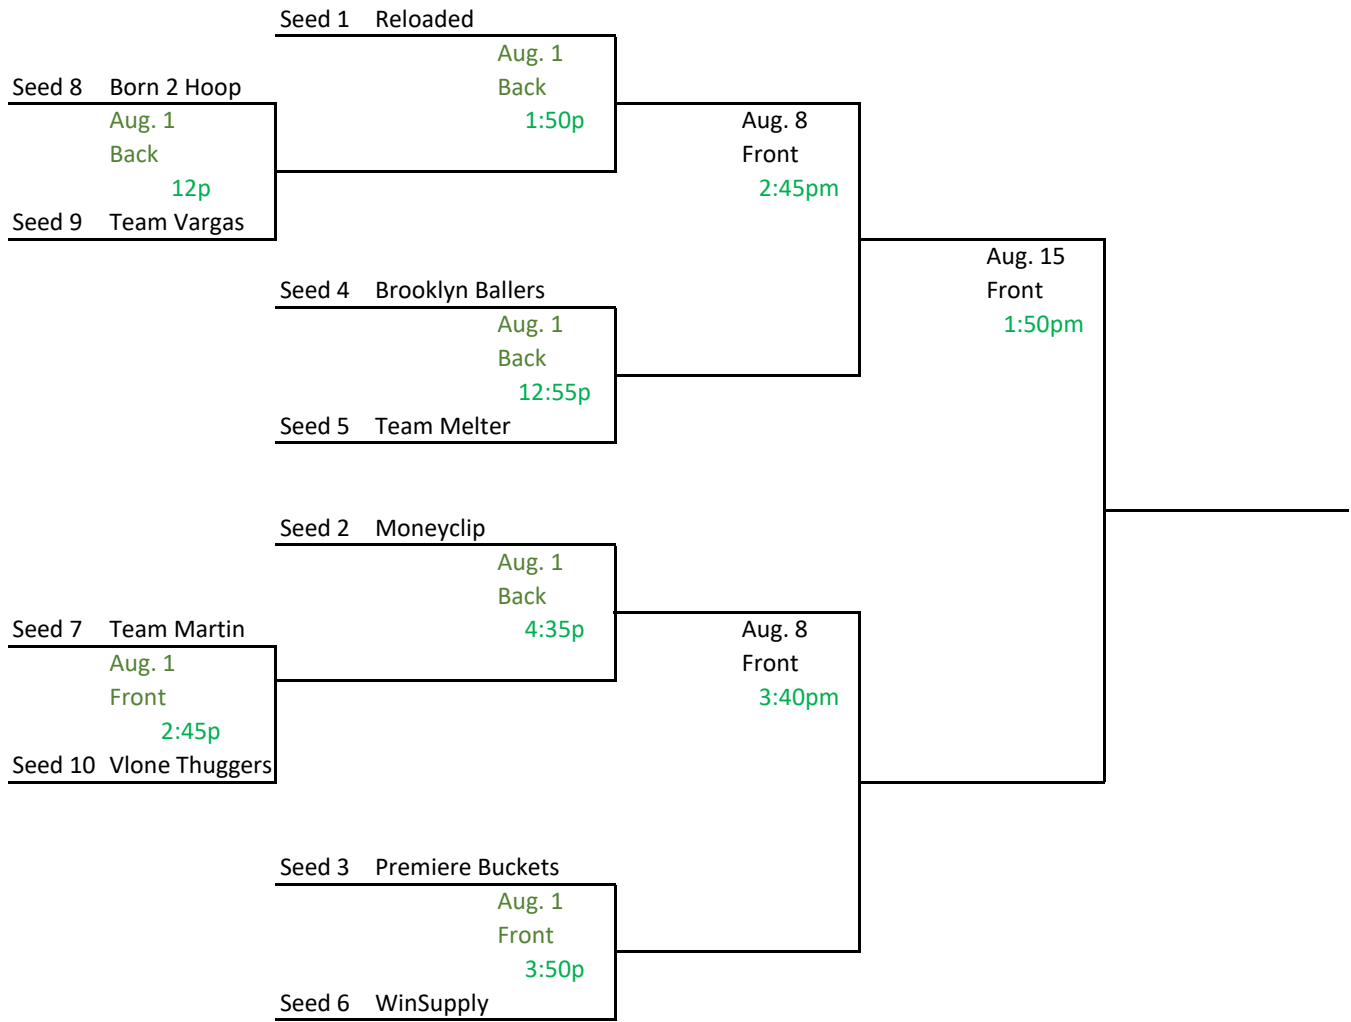 Seed 1 Reloaded
Aug. 1
Back
1:50p
Seed 8 Born 2 Hoop
Aug. 1
Back
12p
Seed 9 Team Vargas
Aug. 8
Front
2:45pm
Seed 4 Brooklyn Ballers
Aug. 1
Back
12:55p
Seed 5 Team Melter
Aug. 15
Front
1:50pm
Seed 2 Moneyclip
Aug. 1
Back
4:35p
Seed 7 Team Martin
Aug. 1
Front
2:45p
Seed 10 Vlone Thuggers
Aug. 8
Front
3:40pm
Seed 3 Premiere Buckets
Aug. 1
Front
3:50p
Seed 6 WinSupply